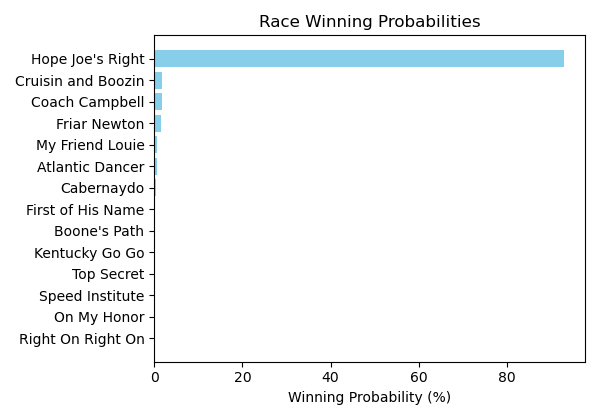 Race Winning Probabilities
Hope Joe's Right
Cruisin and Boozin
Coach Campbell
Friar Newton
My Friend Louie
Atlantic Dancer
Cabernaydo
First of His Name
Boone's Path
Kentucky Go Go
Top Secret
Speed Institute
On My Honor
Right On Right On
0 20 40 60 80
Winning Probability (%)